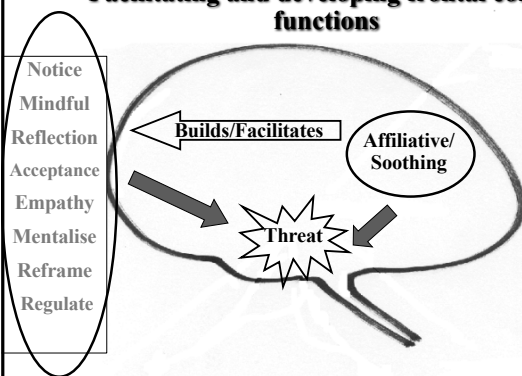 functions
Notice
Mindful
Reflection
Acceptance
Empathy
Mentalise
Reframe
Regulate
Builds/Facilitates
Affiliative/
Soothing
Threat